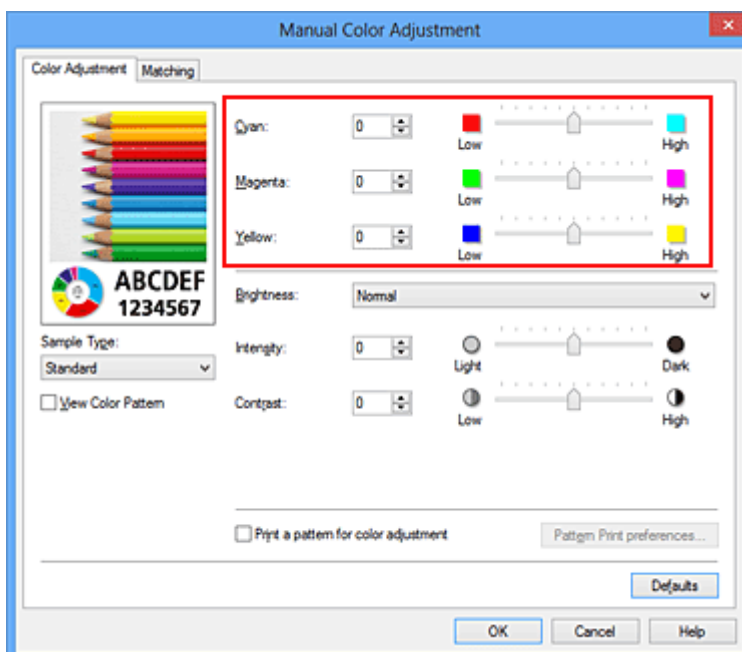 Manual Color Adjustment
Color Adjustment Matching
Cyan: 0 Low High
Magenta: 0 Low High
Yellow: 0 Low High
ABCDEF
1234567
Brightness: Normal
Sample Type:
Standard
Intensity: 0 Light Dark
View Color Pattern
Contrast: 0 Low High
Print a pattern for color adjustment Pattern Print preferences...
Defaults
OK Cancel Help